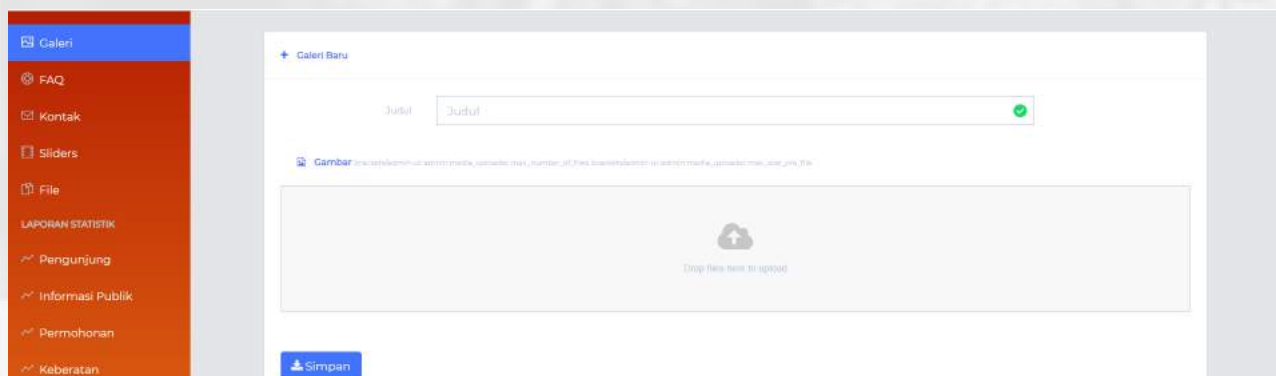 Galeri
FAQ
Kontak
Sliders
File
LAPORAN STATISTIK
Pengunjung
Informasi Publik
Permohonan
Keberatan
Galeri Baru
Judul
Judul
Gambar
Drop files here to upload
Simpan